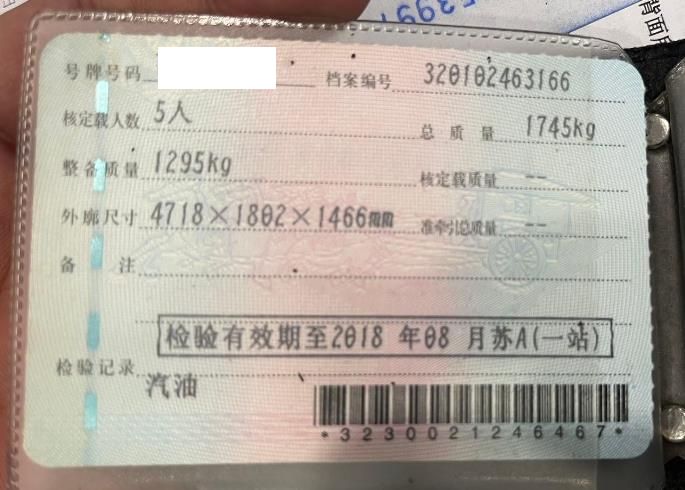 号牌号码 档案编号 320102463166
核定载人数 5人 总质量 1745kg
整备质量 1295kg 核定载质量 --
外廓尺寸 4718×1802×1466mm 准牵引总质量 --
备注
检验有效期至2018 年08 月苏A(一站)
检验记录
汽油
*3230021246467*